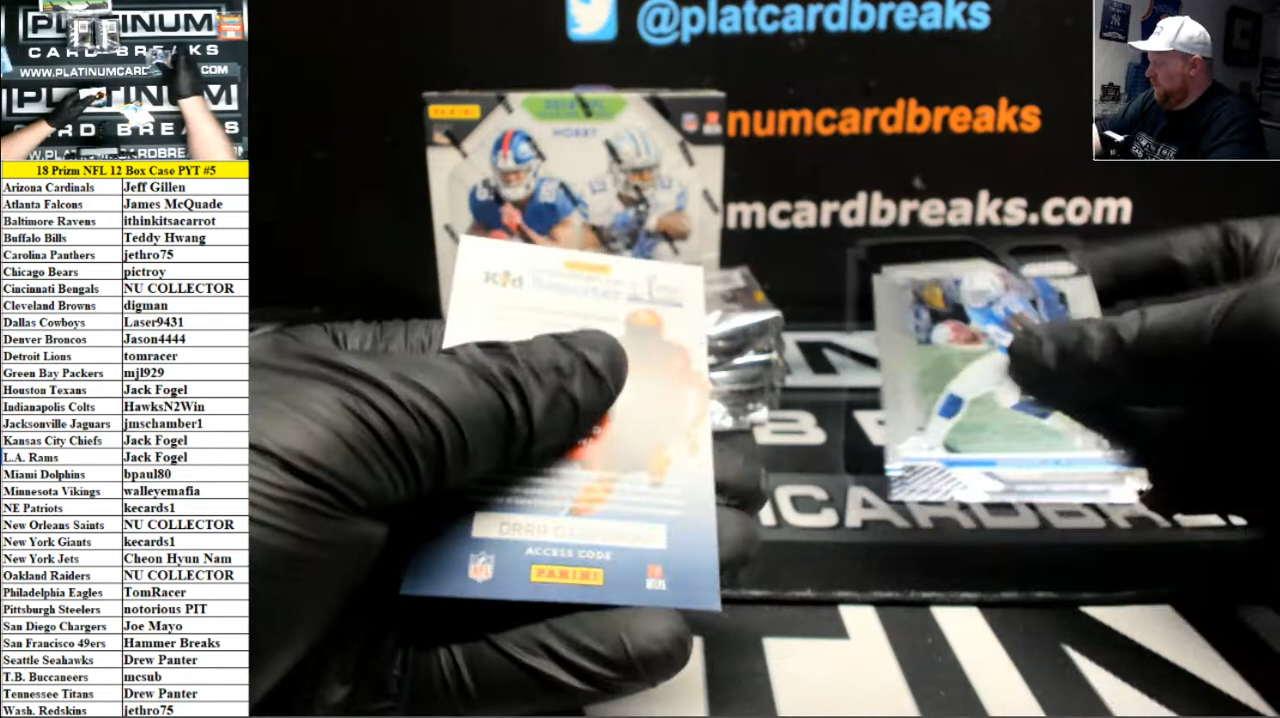 PLATINUM
CARD BREAKS
WWW.PLATINUMCARD
COM
PL
NUM
18 Prizm NFL 12 Box Case PYT #5
Arizona Cardinals Jeff Gillen
Atlanta Falcons James McQuade
Baltimore Ravens ithinkitsacarrot
Buffalo Bills Teddy Hwang
Carolina Panthers jethro75
Chicago Bears pictroy
Cincinnati Bengals NU COLLECTOR
Cleveland Browns digman
Dallas Cowboys Laser9431
Denver Broncos Jason4444
Detroit Lions tomracer
Green Bay Packers mjl929
Houston Texans Jack Fogel
Indianapolis Colts HawksN2Win
Jacksonville Jaguars jmschamber1
Kansas City Chiefs Jack Fogel
L.A. Rams Jack Fogel
Miami Dolphins bpaul80
Minnesota Vikings walleyemafia
NE Patriots kecards1
New Orleans Saints NU COLLECTOR
New York Giants kecards1
New York Jets Cheon Hyun Nam
Oakland Raiders NU COLLECTOR
Philadelphia Eagles TomRacer
Pittsburgh Steelers notorious PIT
San Diego Chargers Joe Mayo
San Francisco 49ers Hammer Breaks
Seattle Seahawks Drew Panter
T.B. Buccaneers mcsub
Tennessee Titans Drew Panter
Wash. Redskins jethro75
@platcardbreaks
numcardbreaks
mcardbreaks.com
PANINI
HOBBY
ACCESS CODE
PANINI
NFL